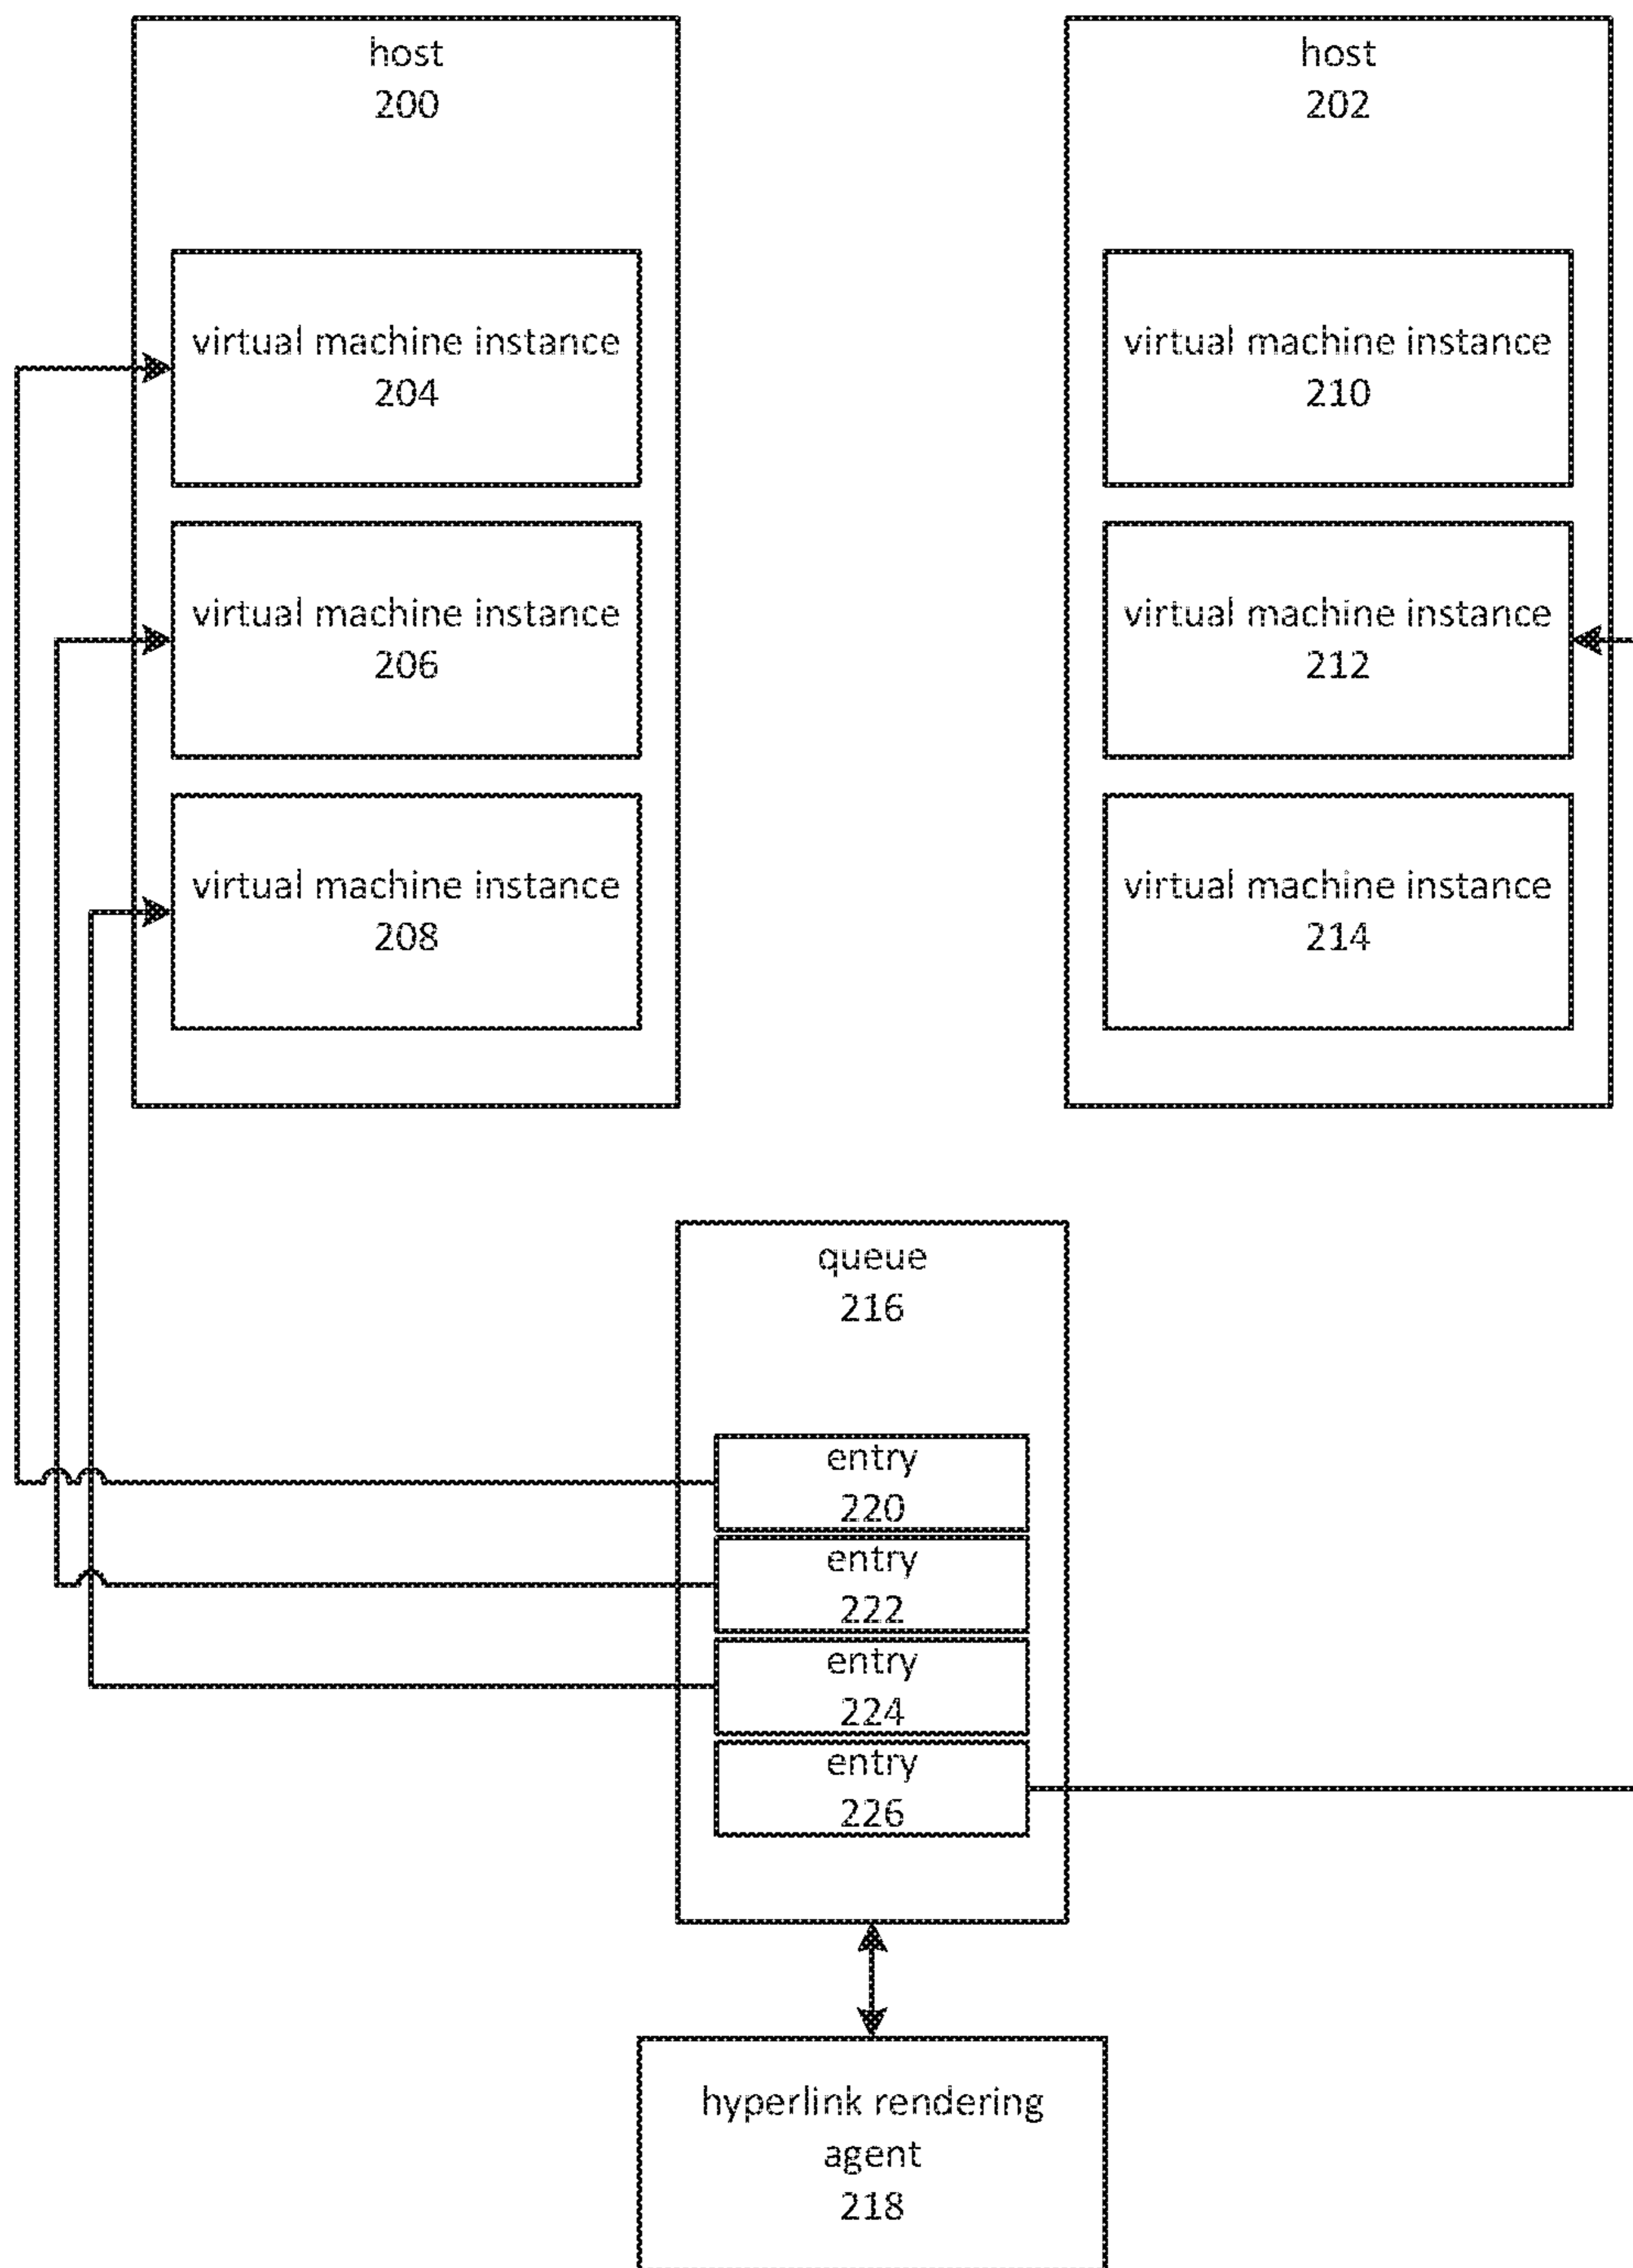 host
200
virtual machine instance
204
virtual machine instance
206
virtual machine instance
208
host
202
virtual machine instance
210
virtual machine instance
212
virtual machine instance
214
queue
216
entry
220
entry
222
entry
224
entry
226
hyperlink rendering
agent
218